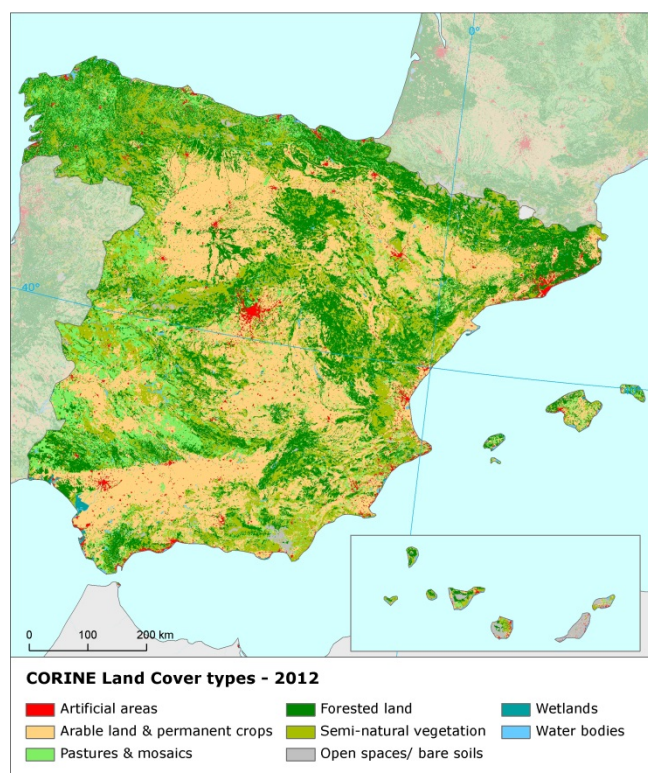 0°
40°
0 100 200 km
CORINE Land Cover types - 2012
Artificial areas
Arable land & permanent crops
Pastures & mosaics
Forested land
Semi-natural vegetation
Open spaces/ bare soils
Wetlands
Water bodies